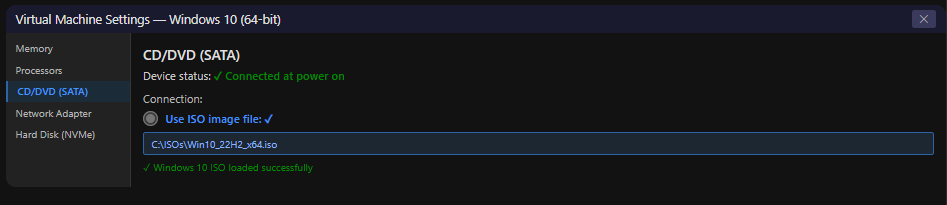 Virtual Machine Settings — Windows 10 (64-bit)
Memory
Processors
CD/DVD (SATA)
Network Adapter
Hard Disk (NVMe)
CD/DVD (SATA)
Device status: ✓ Connected at power on
Connection:
Use ISO image file: ✓
C:\ISOs\Win10_22H2_x64.iso
✓ Windows 10 ISO loaded successfully